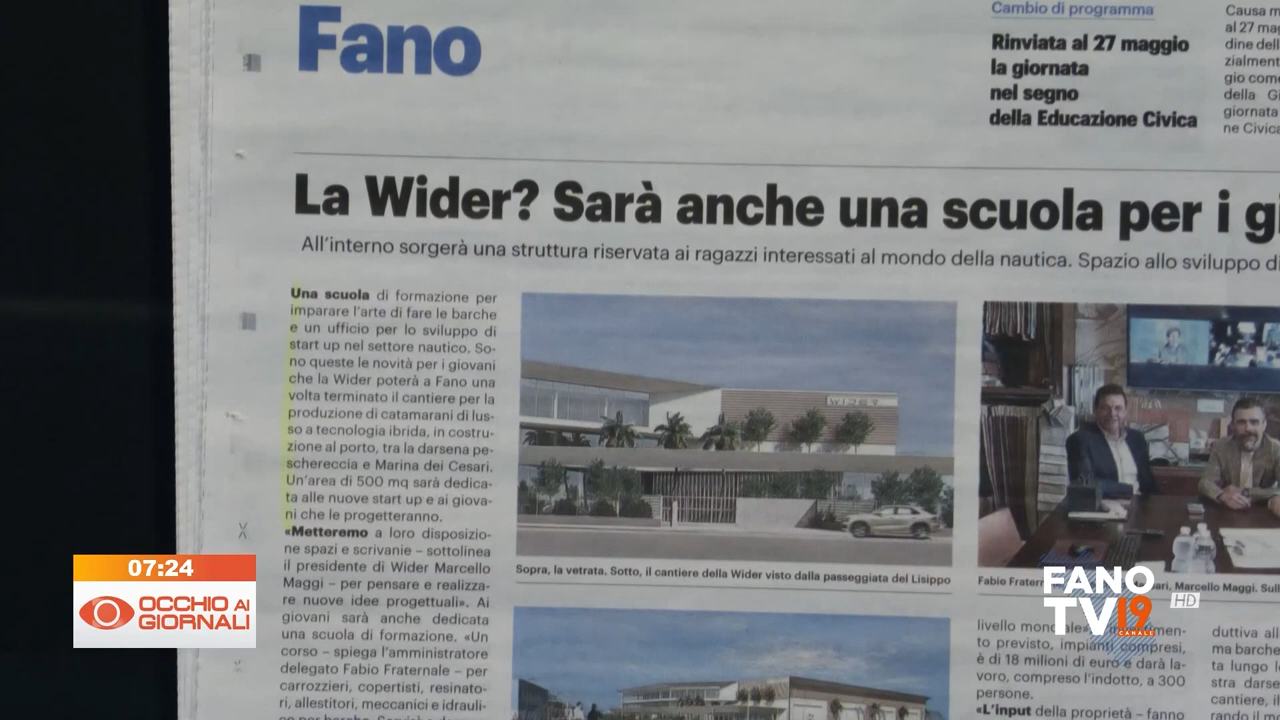 Fano
Cambio di programma
Rinviata al 27 maggio
la giornata
nel segno
della Educazione Civica
Causa m
al 27 mag
dine dell
zialment
gio come
della Gi
giornata
ne Civica
La Wider? Sarà anche una scuola per i gi
All'interno sorgerà una struttura riservata ai ragazzi interessati al mondo della nautica. Spazio allo sviluppo di
Una scuola di formazione per
imparare l'arte di fare le barche
e un ufficio per lo sviluppo di
start up nel settore nautico. So-
no queste le novità per i giovani
che la Wider poterà a Fano una
volta terminato il cantiere per la
produzione di catamarani di lus-
so a tecnologia ibrida, in costru-
zione al porto, tra la darsena pe-
schereccia e Marina dei Cesari.
Un'area di 500 mq sarà dedica-
ta alle nuove start up e ai giova-
ni che le progetteranno.
«Metteremo a loro disposizio-
ne spazi e scrivanie – sottolinea
il presidente di Wider Marcello
Maggi – per pensare e realizza-
re nuove idee progettuali». Ai
giovani sarà anche dedicata
una scuola di formazione. «Un
corso – spiega l'amministratore
delegato Fabio Fraternale – per
carrozzieri, copertisti, resinato-
ri, allestitori, meccanici e idrauli-
WIDER
Sopra, la vetrata. Sotto, il cantiere della Wider visto dalla passeggiata del Lisippo
Fabio Frater ari, Marcello Maggi. Sull
livello mondiale», investimen-
to previsto, impianti compresi,
è di 18 milioni di euro e darà la-
voro, compreso l'indotto, a 300
persone.
«L'input della proprietà – fanno
duttiva all
ma barche
ta lungo l
stra darse
cantiere, i
07:24
OCCHIO AI
GIORNALI
FANO
TV 19
CANALE
HD